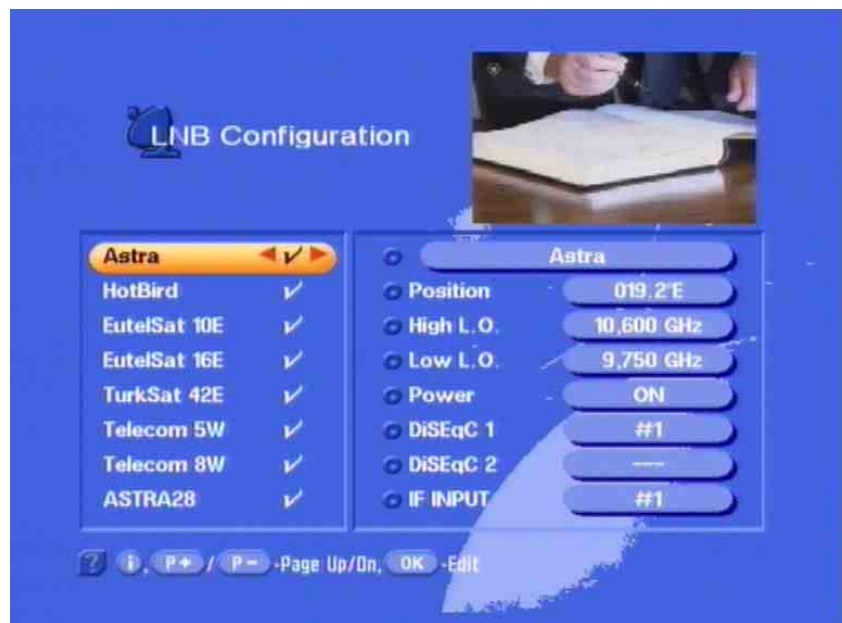 LNB Configuration
Astra ✓
HotBird ✓
EutelSat 10E ✓
EutelSat 16E ✓
TurkSat 42E ✓
Telecom 5W ✓
Telecom 8W ✓
ASTRA28 ✓
Astra
Position 019.2°E
High L.O. 10,600 GHz
Low L.O. 9,750 GHz
Power ON
DiSEqC 1 #1
DiSEqC 2 ---
IF INPUT #1
? i, P+ / P- -Page Up/Dn, OK -Edit